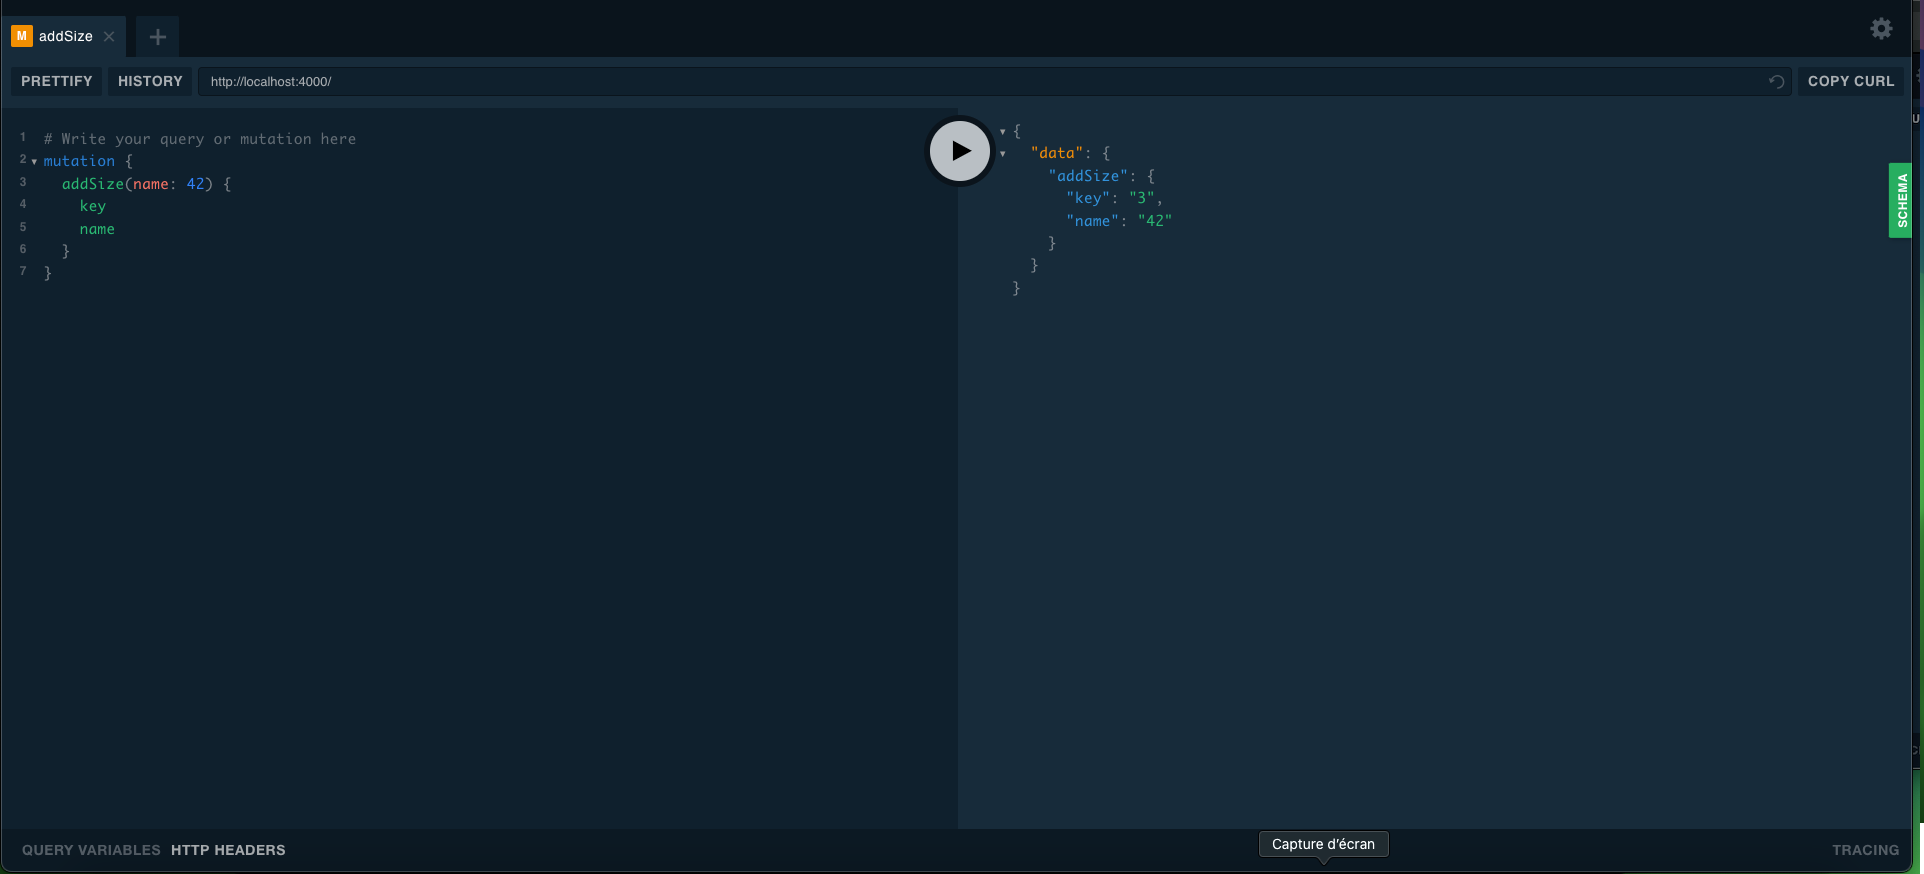 M addSize
PRETTIFY HISTORY http://localhost:4000/ COPY CURL
1 # Write your query or mutation here
2 mutation {
3 addSize(name: 42) {
4 key
5 name
6 }
7 }
{
"data": {
"addSize": {
"key": "3",
"name": "42"
}
}
}
SCHEMA
QUERY VARIABLES HTTP HEADERS
Capture d'écran
TRACING